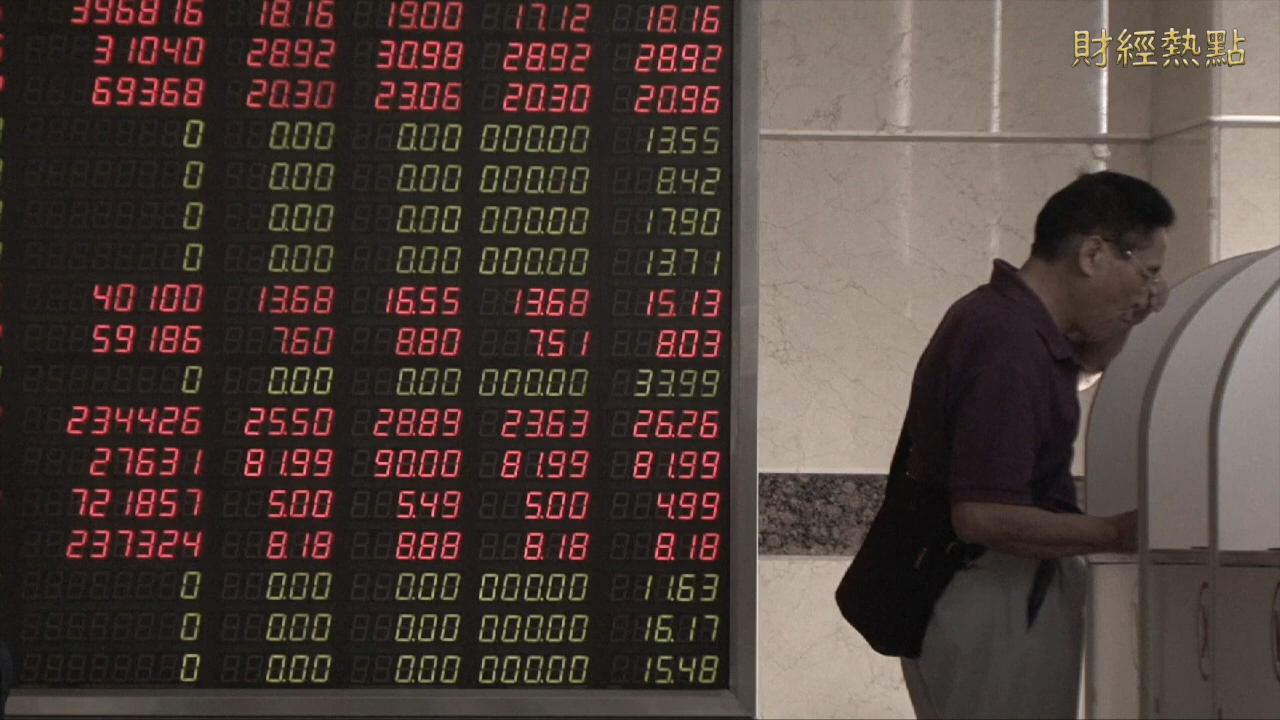 財經熱點
396816 18.16 19.00 17.12 18.16
31040 28.92 30.98 28.92 28.92
69368 20.30 23.06 20.30 20.96
0 0.00 0.00 000.00 13.55
0 0.00 0.00 000.00 8.42
0 0.00 0.00 000.00 17.90
0 0.00 0.00 000.00 13.71
40100 13.68 16.55 13.68 15.13
59186 7.60 8.80 7.51 8.03
0 0.00 0.00 000.00 33.99
234426 25.50 28.89 23.63 26.26
27631 81.99 90.00 81.99 81.99
721857 5.00 5.49 5.00 4.99
237324 8.18 8.88 8.18 8.18
0 0.00 0.00 000.00 11.63
0 0.00 0.00 000.00 16.17
0 0.00 0.00 000.00 15.48